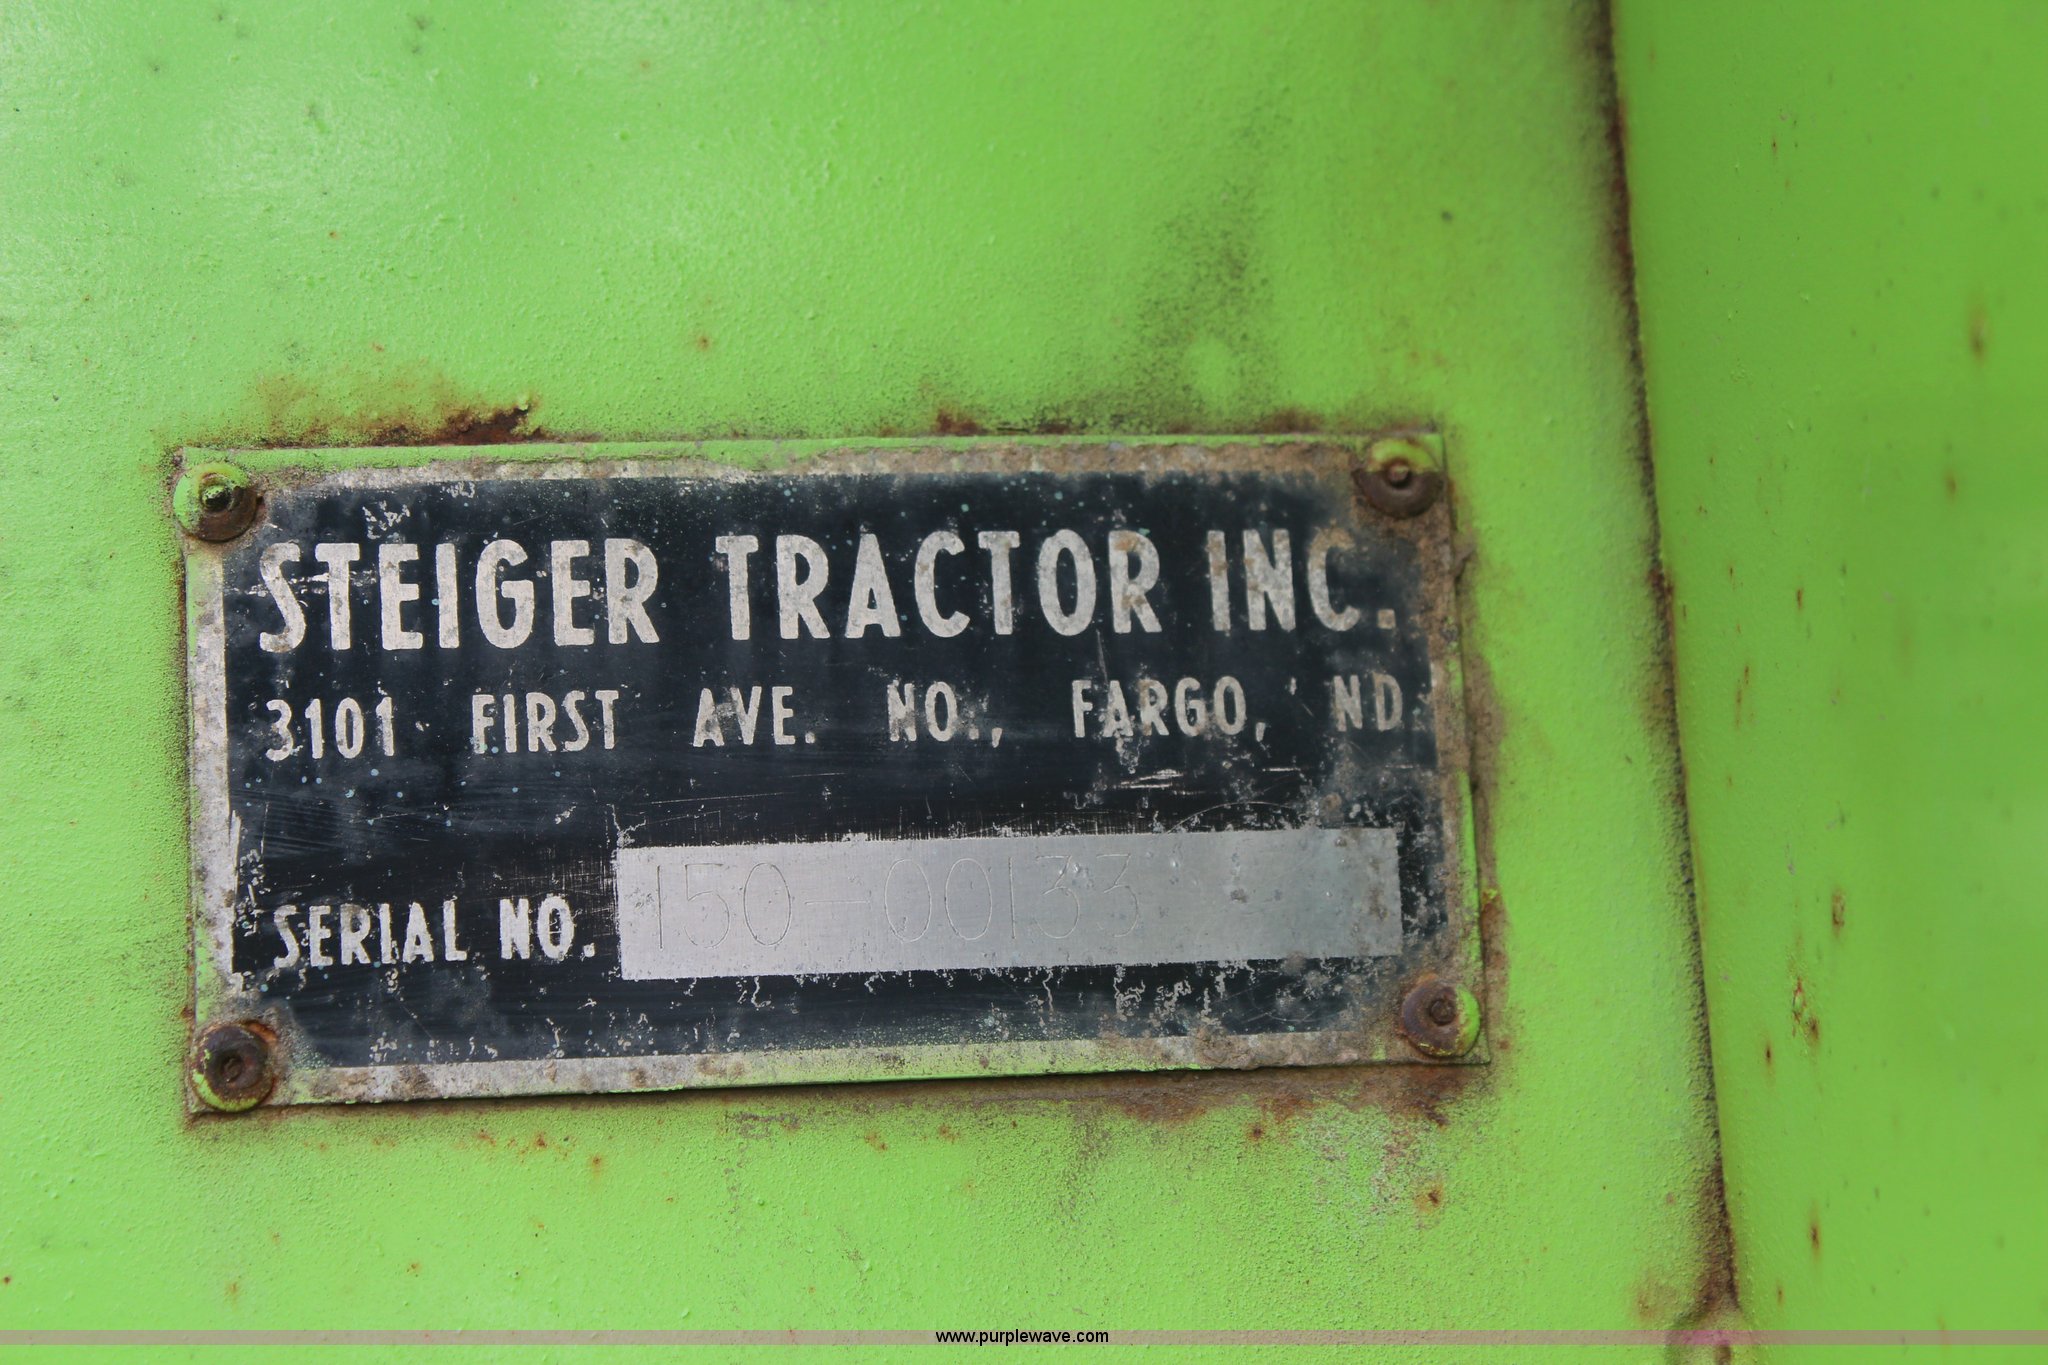 STEIGER TRACTOR INC.
3101 FIRST AVE. NO., FARGO, ND
SERIAL NO. 150-00133
www.purplewave.com